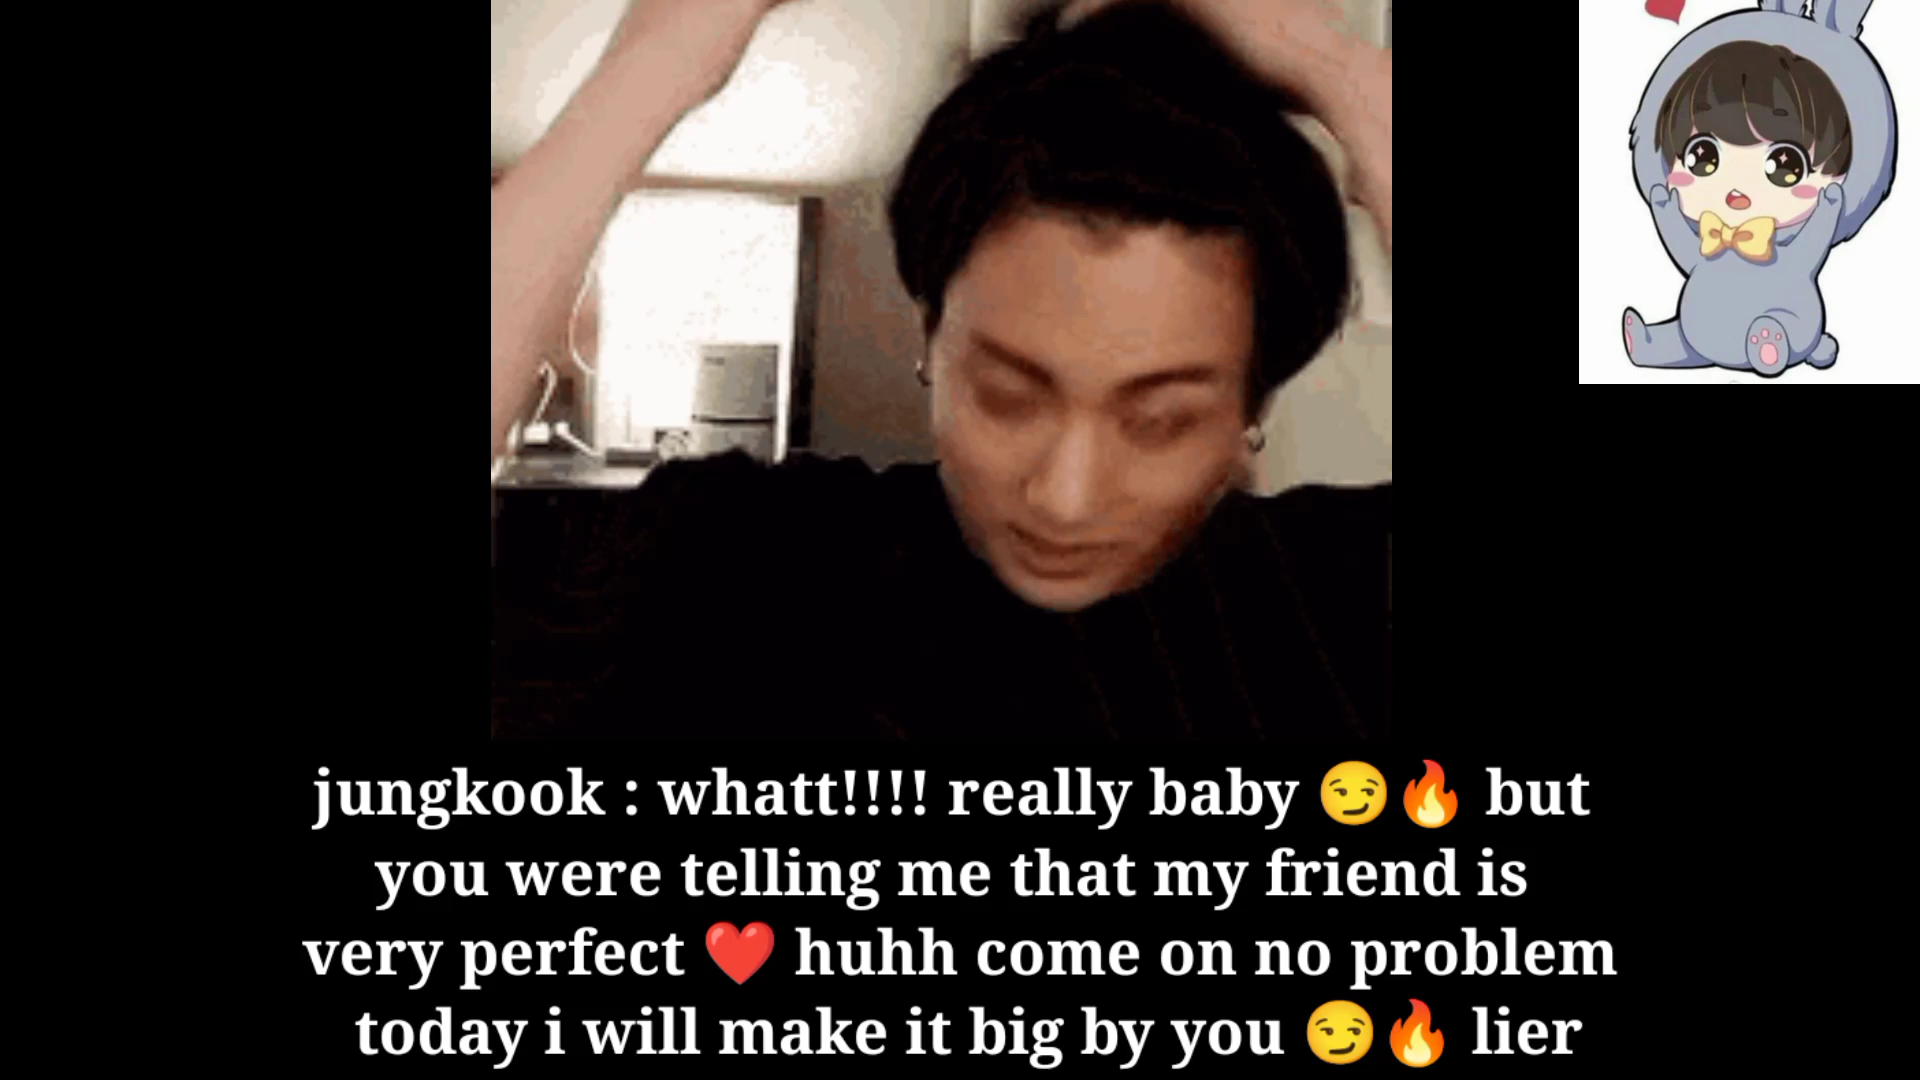 jungkook : whatt!!!! really baby 😏🔥 but
you were telling me that my friend is
very perfect ❤️ huhh come on no problem
today i will make it big by you 😏🔥 lier